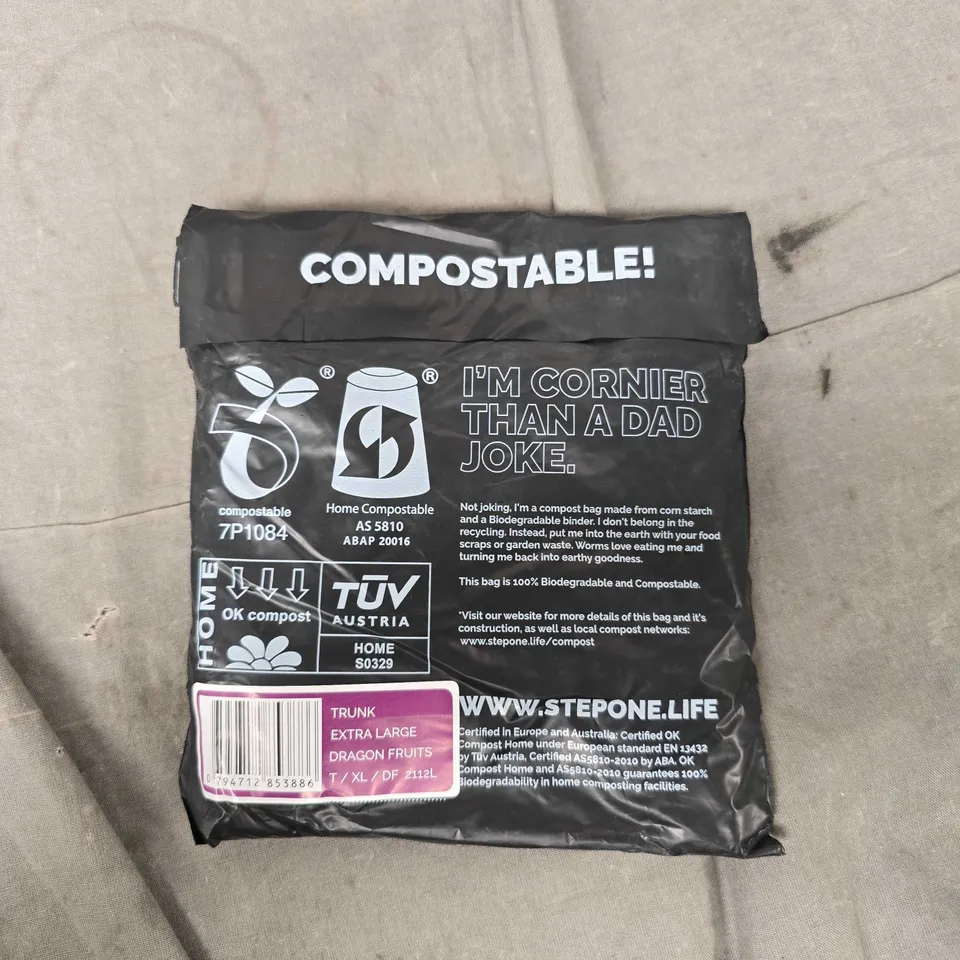 COMPOSTABLE!
®
®
compostable
7P1084
Home Compostable
AS 5810
ABAP 20016
I'M CORNIER
THAN A DAD
JOKE.
Not joking, I'm a compost bag made from corn starch
and a Biodegradable binder. I don't belong in the
recycling. Instead, put me into the earth with your food
scraps or garden waste. Worms love eating me and
turning me back into earthy goodness.
This bag is 100% Biodegradable and Compostable.
*Visit our website for more details of this bag and it's
construction, as well as local compost networks:
www.stepone.life/compost
HOME
OK compost
TÜV
AUSTRIA
HOME
S0329
WWW.STEPONE.LIFE
Certified in Europe and Australia: Certified OK
Compost Home under European standard EN 13432
by Tüv Austria, Certified AS5810-2010 by ABA. OK
Compost Home and AS5810-2010 guarantees 100%
Biodegradability in home composting facilities.
TRUNK
EXTRA LARGE
DRAGON FRUITS
T / XL / DF 2112L
0 794712 853886